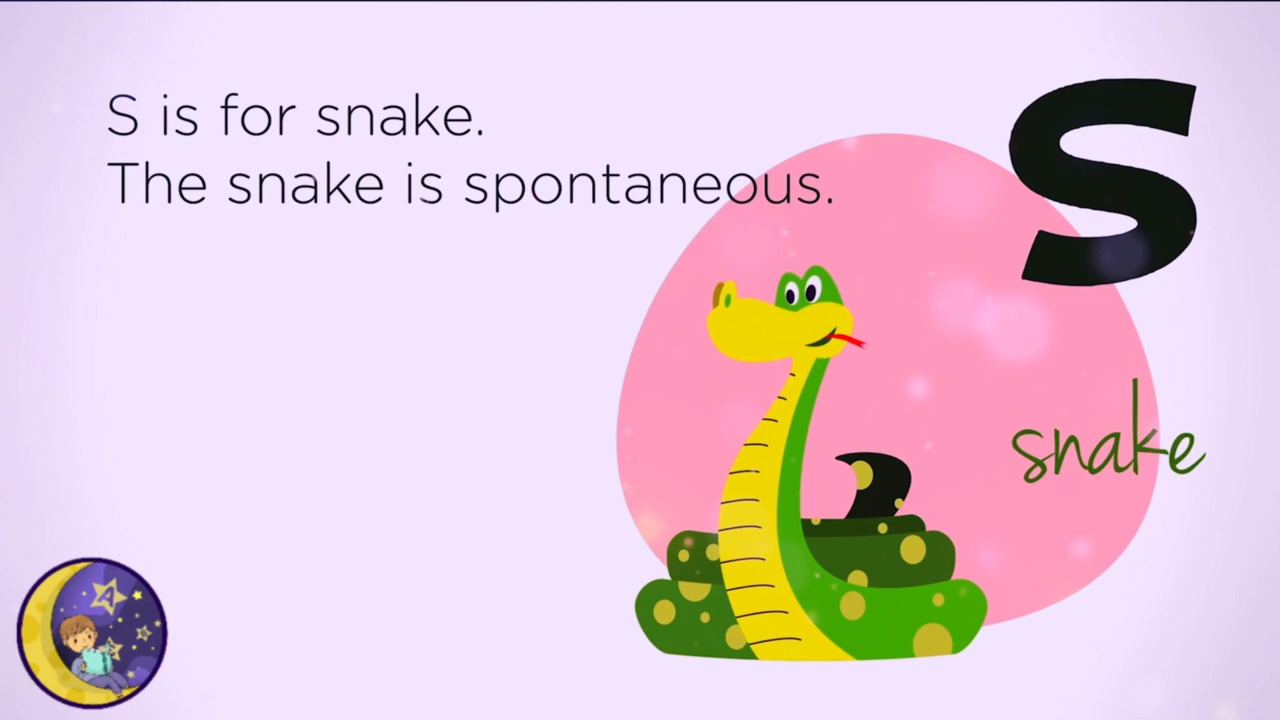 S is for snake.
The snake is spontaneous.
S
snake
A